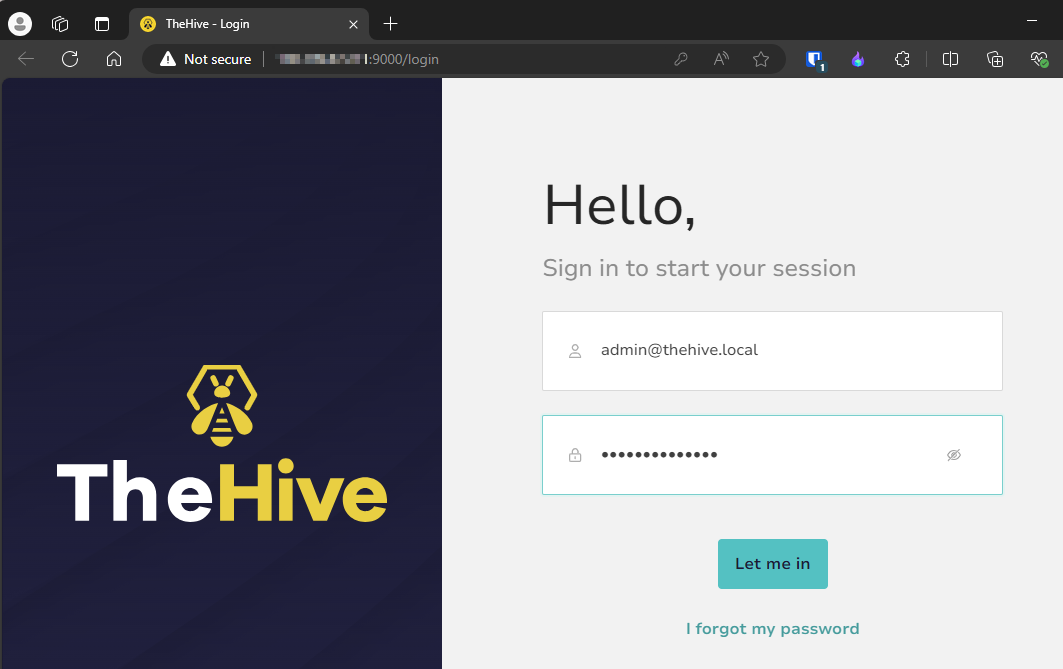 TheHive - Login
Not secure
:9000/login
1
TheHive
Hello,
Sign in to start your session
admin@thehive.local
••••••••••••••
Let me in
I forgot my password